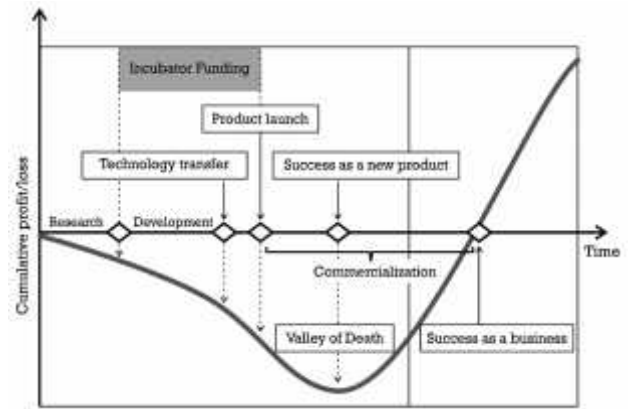 Incubator Funding
Product launch
Technology transfer
Success as a new product
Research
Development
Cumulative profit/loss
Time
Commercialization
Valley of Death
Success as a business